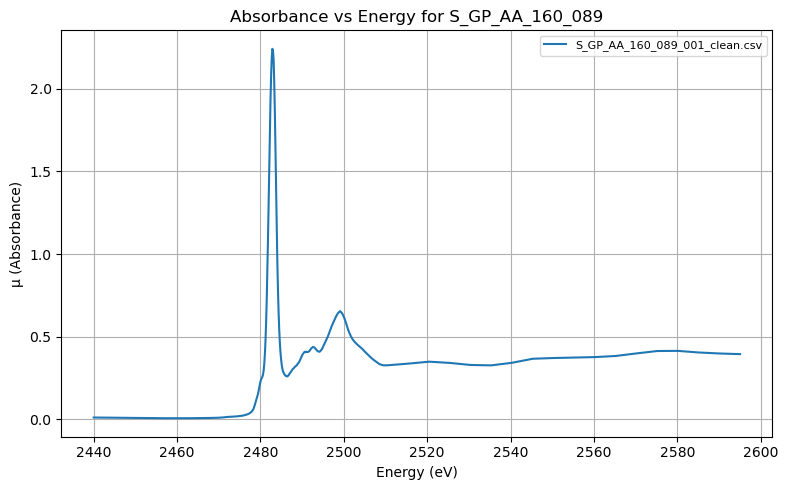 Absorbance vs Energy for S_GP_AA_160_089
S_GP_AA_160_089_001_clean.csv
μ (Absorbance)
2.0
1.5
1.0
0.5
0.0
2440 2460 2480 2500 2520 2540 2560 2580 2600
Energy (eV)